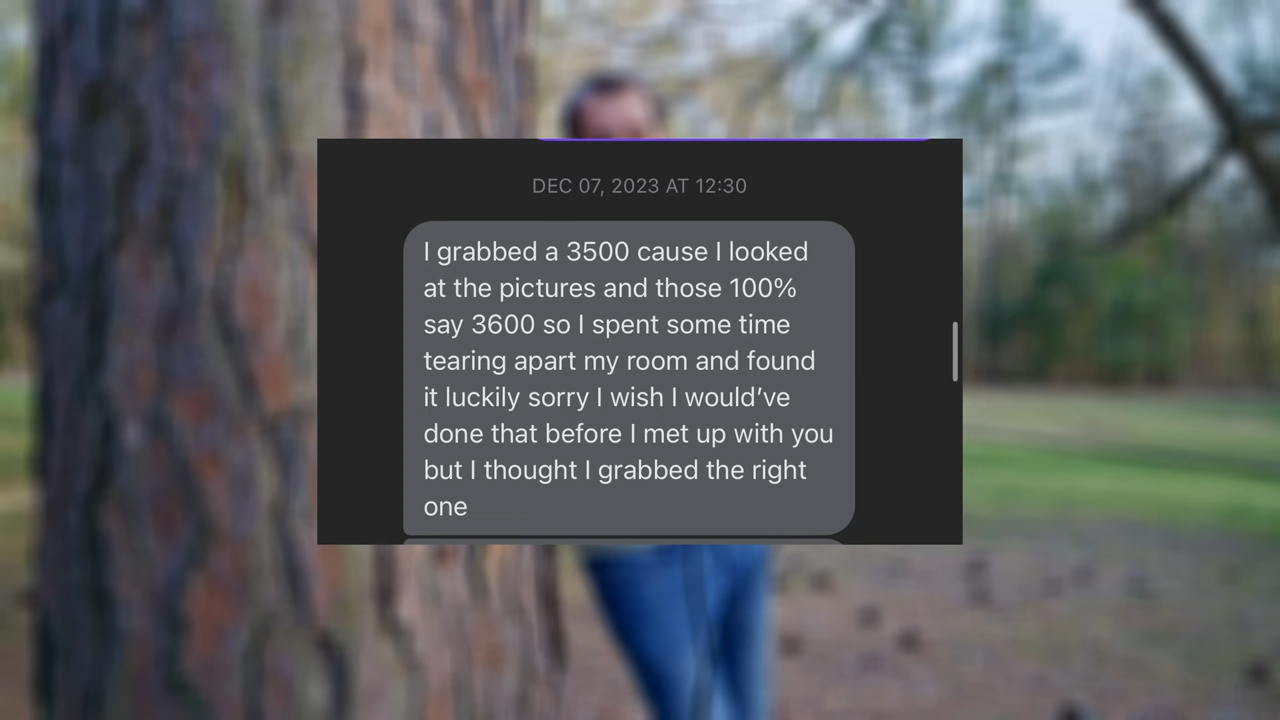 DEC 07, 2023 AT 12:30
I grabbed a 3500 cause I looked
at the pictures and those 100%
say 3600 so I spent some time
tearing apart my room and found
it luckily sorry I wish I would’ve
done that before I met up with you
but I thought I grabbed the right
one